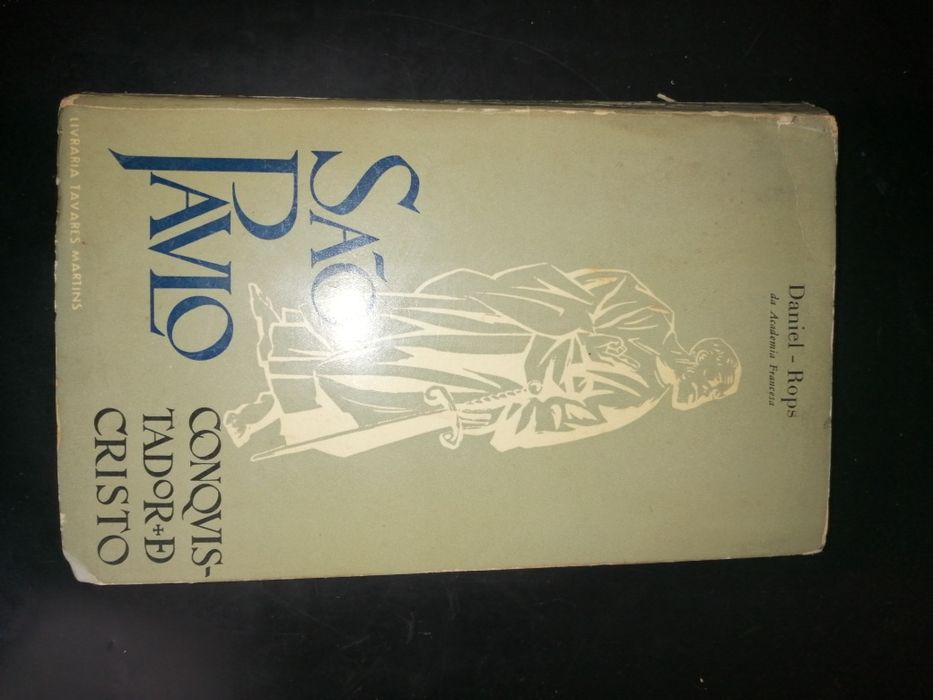 Daniel - Rops
da Academia Francesa
SÃO
PAVLO
CONQVIS-
TADOR + DE
CRISTO
LIVRARIA TAVARES MARTINS